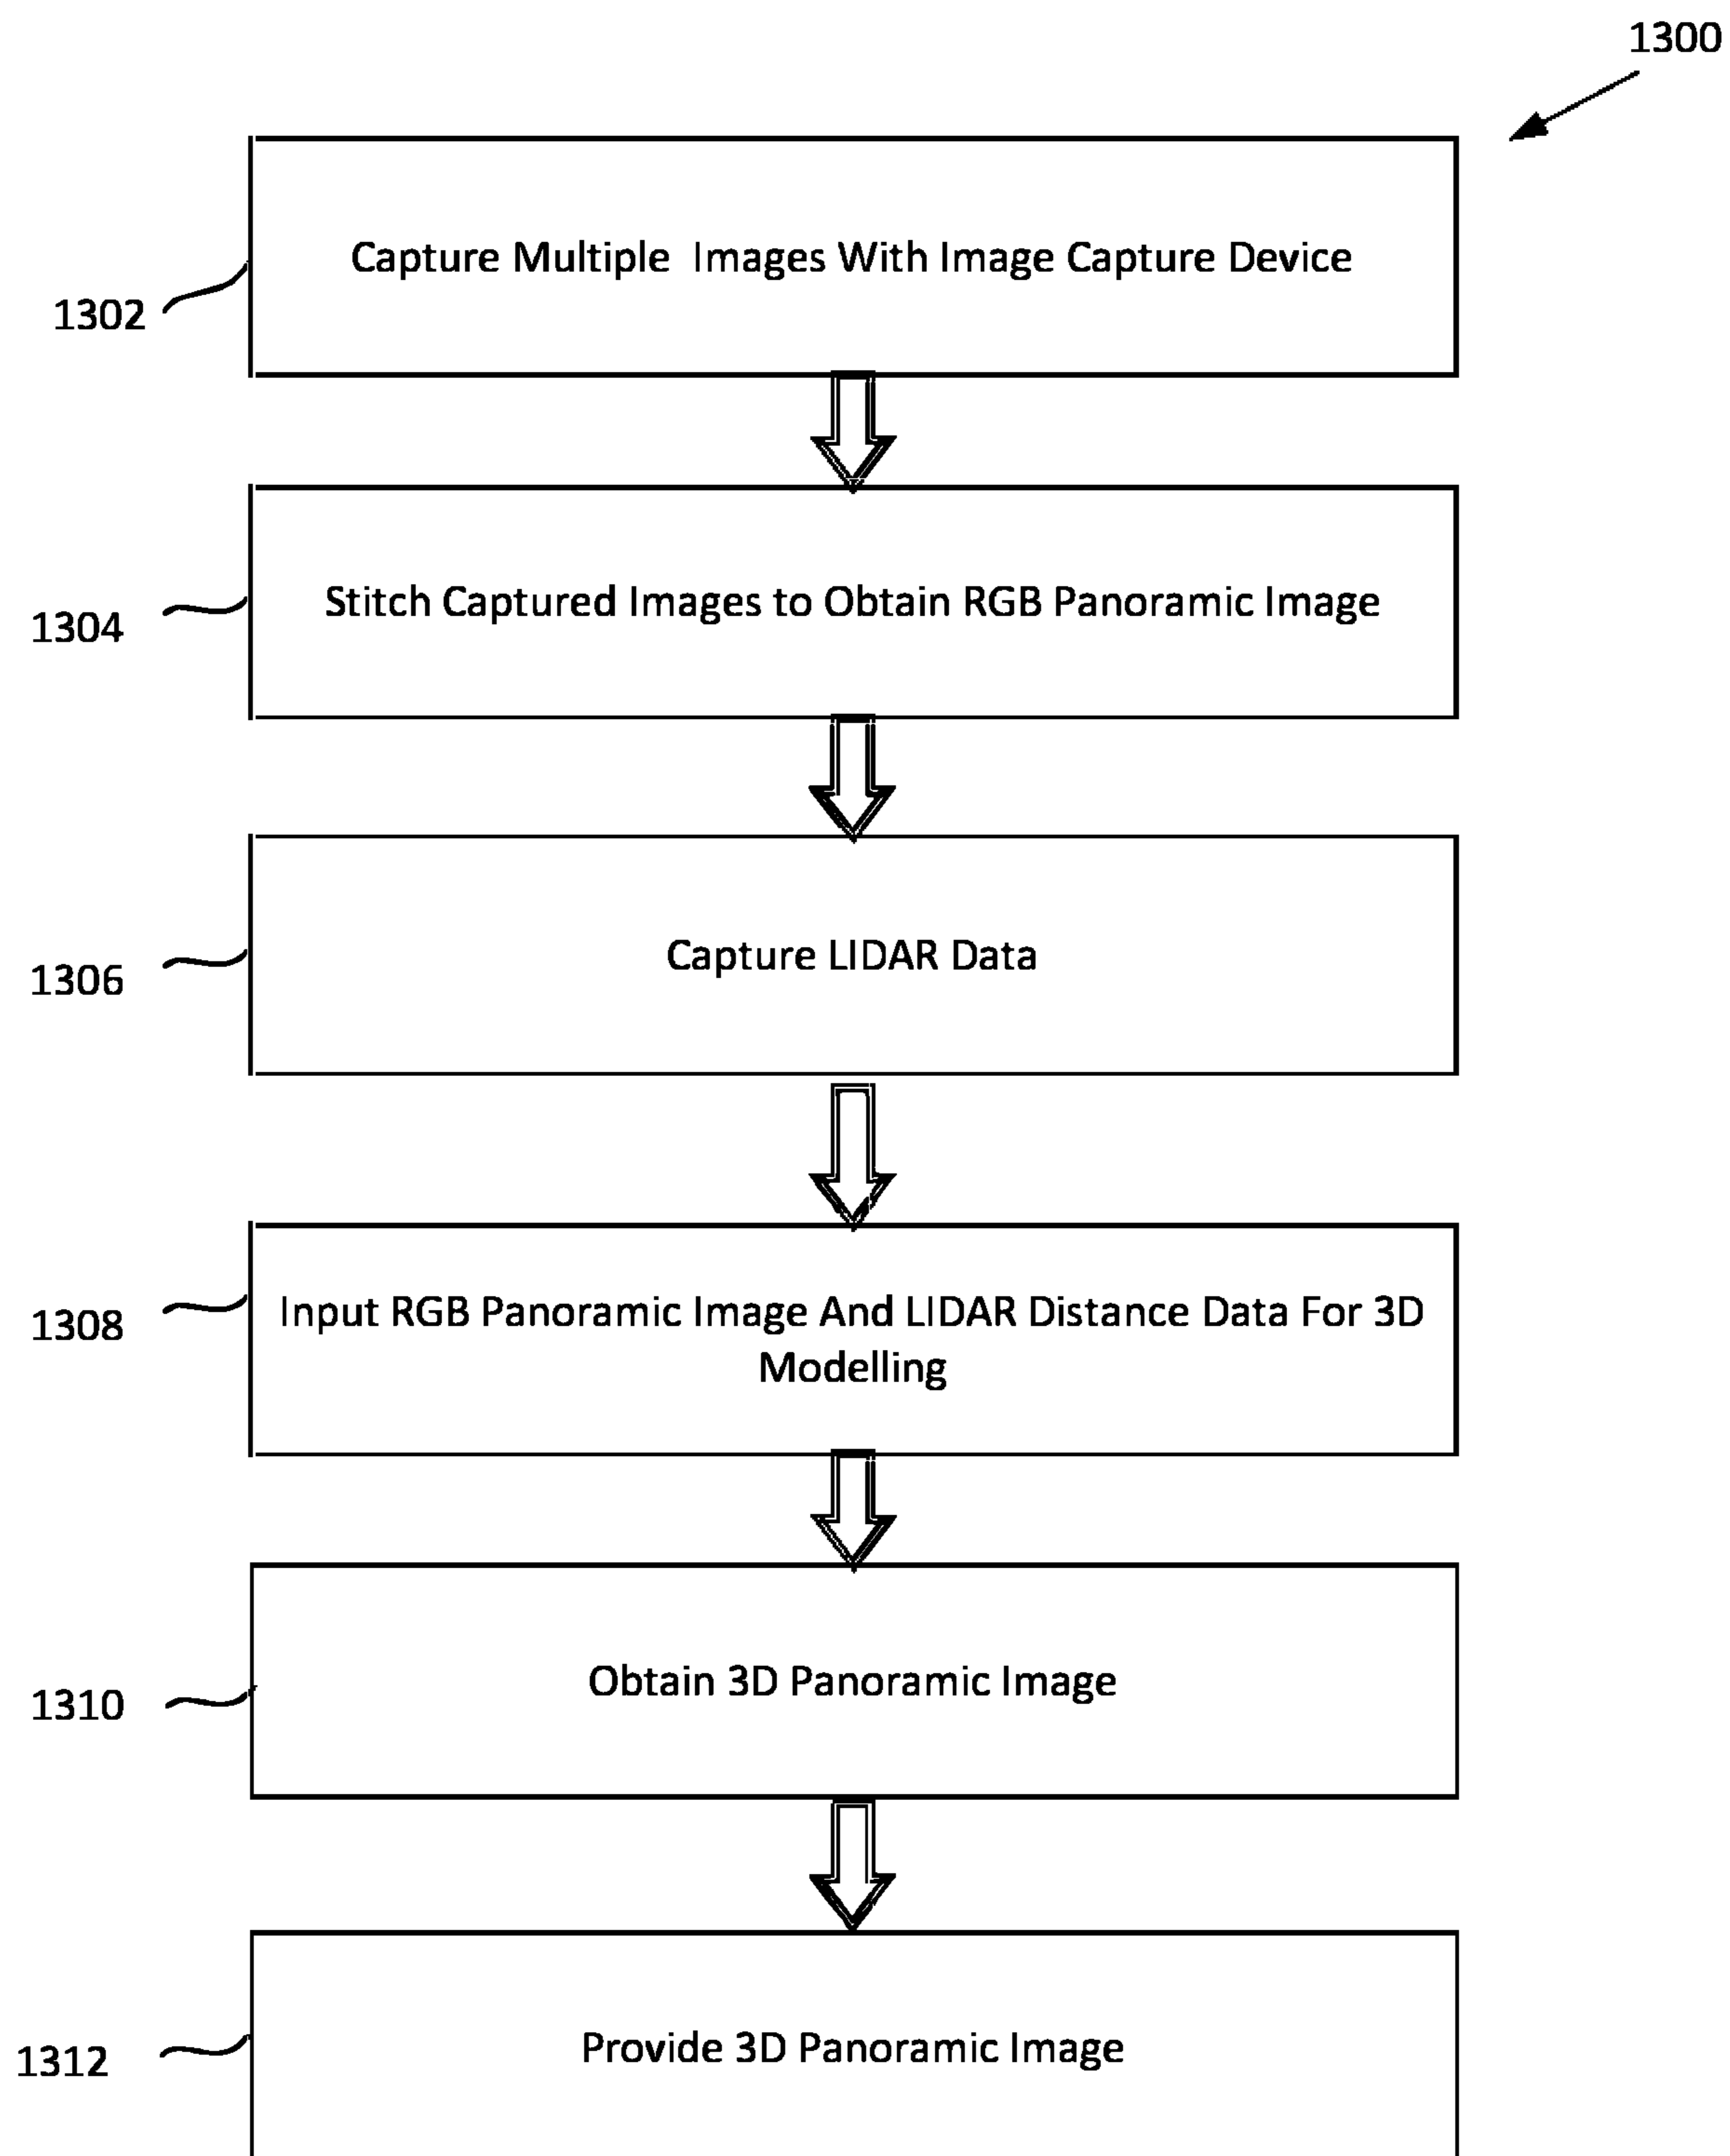 1300
Capture Multiple Images With Image Capture Device
1302
Stitch Captured Images to Obtain RGB Panoramic Image
1304
Capture LIDAR Data
1306
Input RGB Panoramic Image And LIDAR Distance Data For 3D
Modelling
1308
Obtain 3D Panoramic Image
1310
Provide 3D Panoramic Image
1312